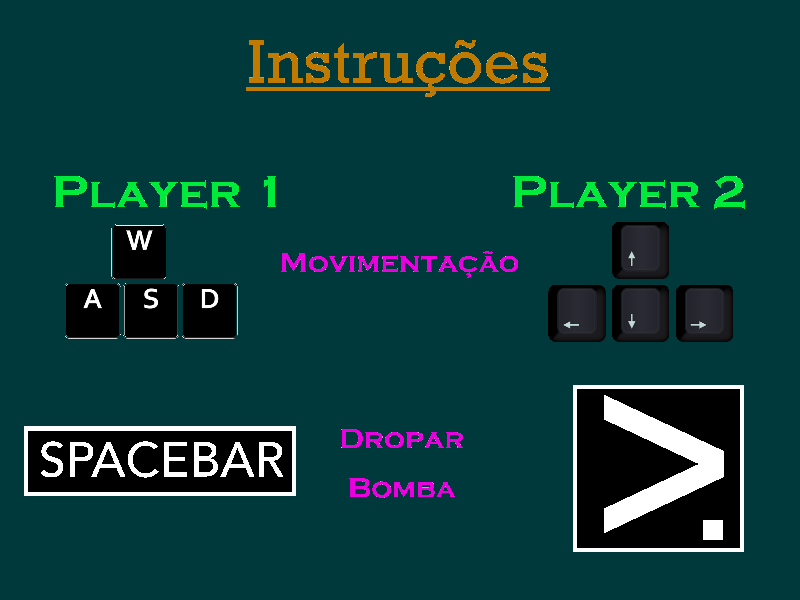 Instruções
Player 1
Player 2
W
Movimentação
↑
A S D
← ↓ →
Dropar
SPACEBAR
Bomba
>.